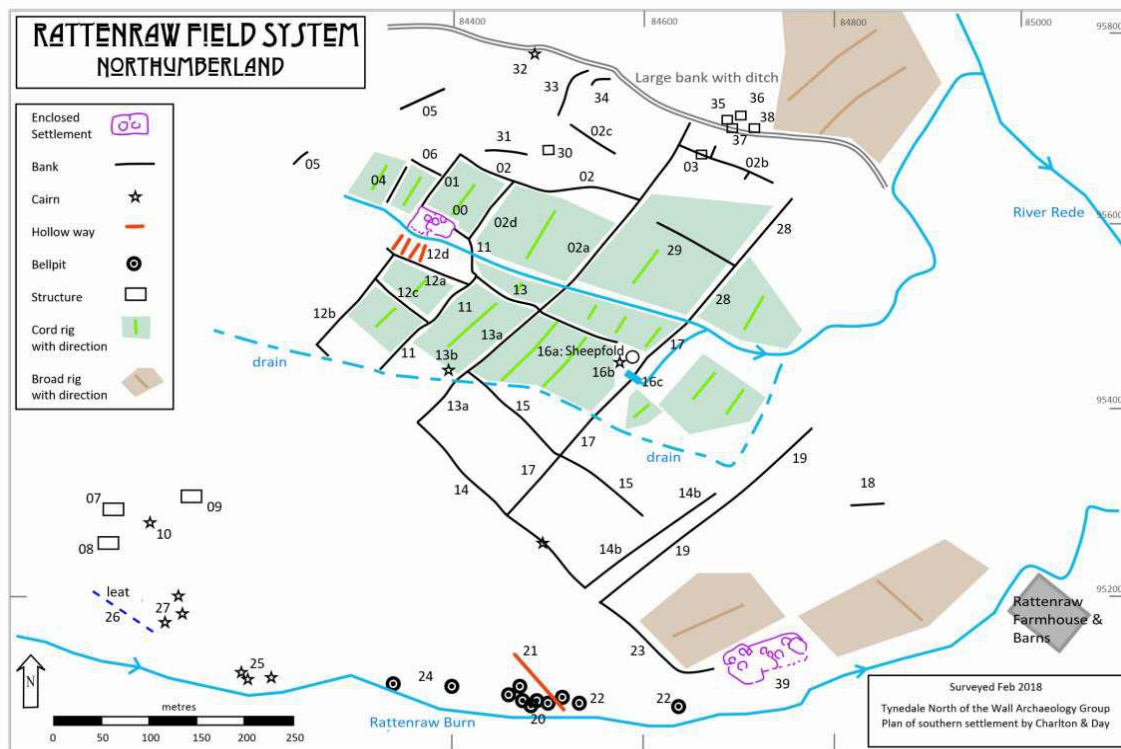 RATTENRAW FIELD SYSTEM
NORTHUMBERLAND
Enclosed
Settlement
Bank
Cairn
Hollow way
Bellpit
Structure
Cord rig
with direction
Broad rig
with direction
84400
84600
84800
85000
95800
95600
95400
95200
32
Large bank with ditch
33
34
35
36
37
38
05
02c
31
30
03
02b
05
06
04
01
02
02
00
02d
11
02a
29
28
28
River Rede
12d
12a
12c
12b
11
11
13
13a
13b
16a: Sheepfold
16b
16c
17
drain
13a
15
17
drain
17
15
14
14b
14b
19
19
18
07
09
10
08
leat
26
27
25
24
21
20
22
22
23
39
Rattenraw Burn
Rattenraw
Farmhouse &
Barns
N
metres
0
50
100
150
200
250
Surveyed Feb 2018
Tynedale North of the Wall Archaeology Group
Plan of southern settlement by Charlton & Day